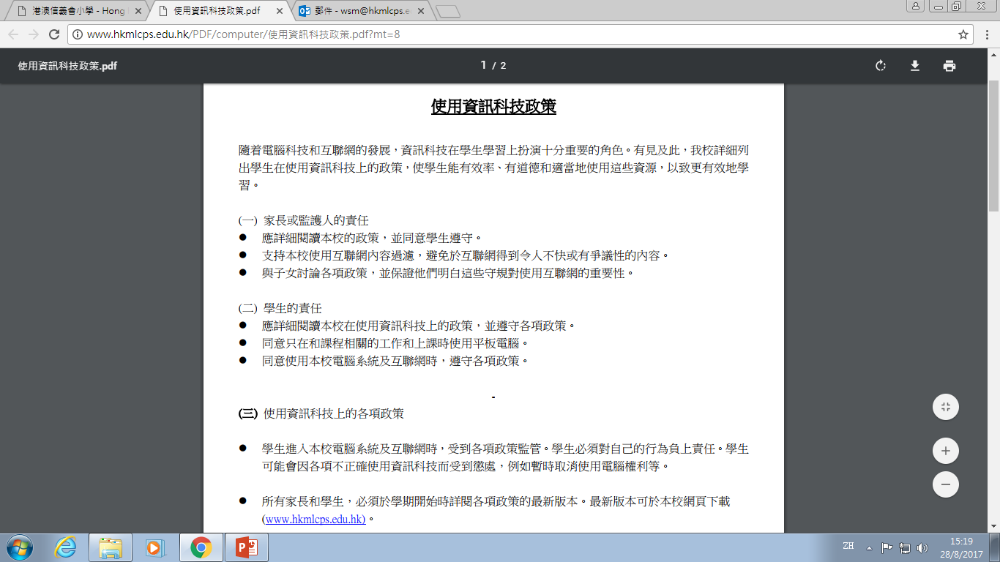 港澳信義會小學 - Hong
使用資訊科技政策.pdf
郵件 - wsm@hkmlcps.e
www.hkmlcps.edu.hk/PDF/computer/使用資訊科技政策.pdf?mt=8
使用資訊科技政策.pdf
1 / 2
使用資訊科技政策
隨着電腦科技和互聯網的發展，資訊科技在學生學習上扮演十分重要的角色。有見及此，我校詳細列
出學生在使用資訊科技上的政策，使學生能有效率、有道德和適當地使用這些資源，以致更有效地學
習。
(一) 家長或監護人的責任
● 應詳細閱讀本校的政策，並同意學生遵守。
● 支持本校使用互聯網內容過濾，避免於互聯網得到令人不快或有爭議性的內容。
● 與子女討論各項政策，並保證他們明白這些守規對使用互聯網的重要性。
(二) 學生的責任
● 應詳細閱讀本校在使用資訊科技上的政策，並遵守各項政策。
● 同意只在和課程相關的工作和上課時使用平板電腦。
● 同意使用本校電腦系統及互聯網時，遵守各項政策。
-
(三) 使用資訊科技上的各項政策
● 學生進入本校電腦系統及互聯網時，受到各項政策監管。學生必須對自己的行為負上責任。學生
可能會因各項不正確使用資訊科技而受到懲處，例如暫時取消使用電腦權利等。
● 所有家長和學生，必須於學期開始時詳閱各項政策的最新版本。最新版本可於本校網頁下載
(www.hkmlcps.edu.hk)。
ZH
15:19
28/8/2017